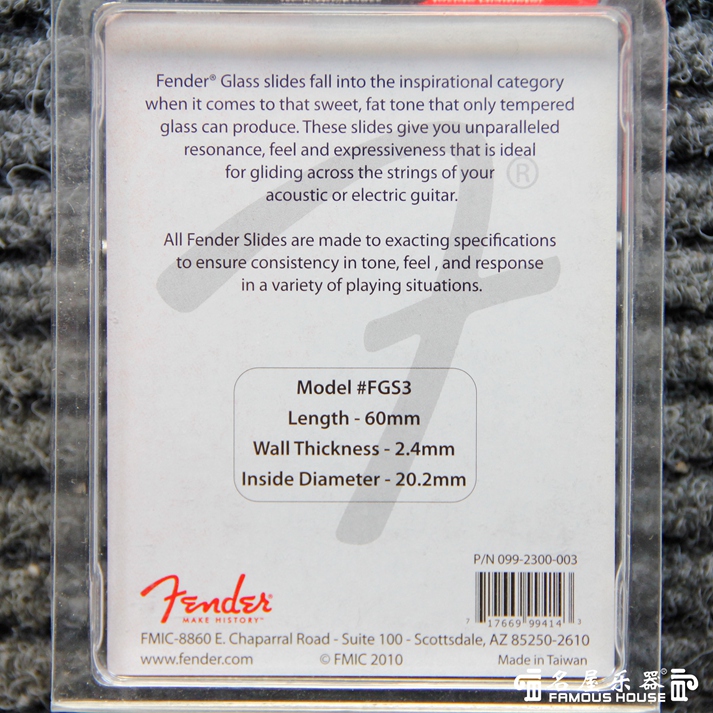 Fender® Glass slides fall into the inspirational category
when it comes to that sweet, fat tone that only tempered
glass can produce. These slides give you unparalleled
resonance, feel and expressiveness that is ideal
for gliding across the strings of your
acoustic or electric guitar.
All Fender Slides are made to exacting specifications
to ensure consistency in tone, feel , and response
in a variety of playing situations.
Model #FGS3
Length - 60mm
Wall Thickness - 2.4mm
Inside Diameter - 20.2mm
P/N 099-2300-003
7 17669 99414 3
Fender®
MAKE HISTORY™
FMIC-8860 E. Chaparral Road - Suite 100 - Scottsdale, AZ 85250-2610
www.fender.com © FMIC 2010 Made in Taiwan
名屋乐器®
FAMOUS HOUSE